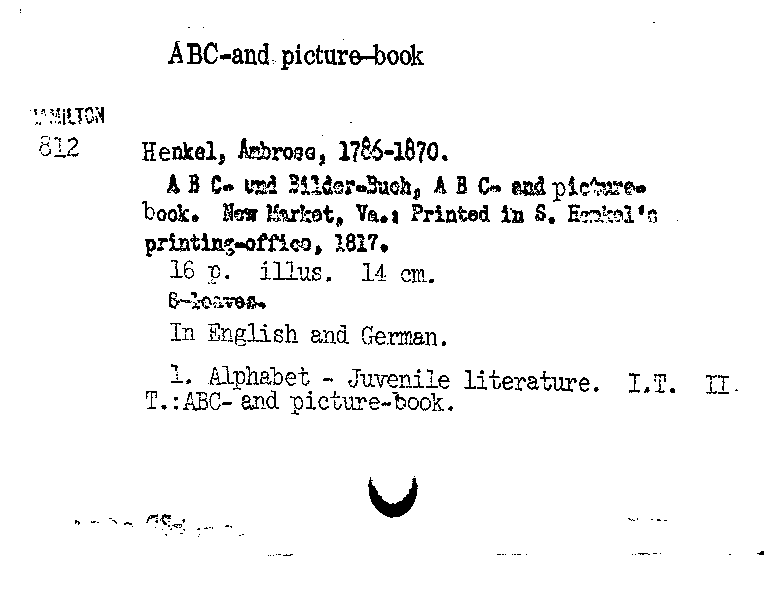 ABC-and picture-book
HAMILTON
812
Henkel, Ambrose, 1786-1870.
A B C- und Bilder-Buch, A B C- and picture-
book. New Market, Va.: Printed in S. Henkel's
printing-office, 1817.
16 p. illus. 14 cm.
8 leaves.
In English and German.
1. Alphabet - Juvenile literature. I.T. II.
T.:ABC- and picture-book.